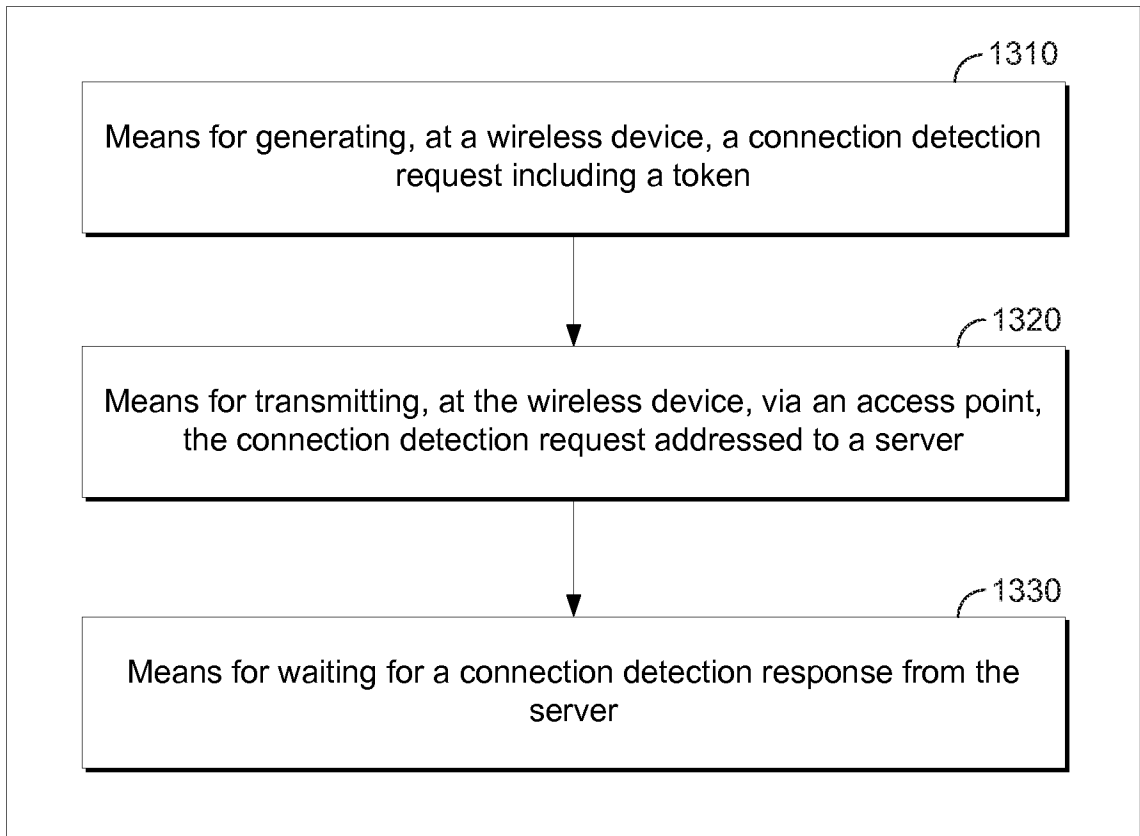 1310
Means for generating, at a wireless device, a connection detection
request including a token
1320
Means for transmitting, at the wireless device, via an access point,
the connection detection request addressed to a server
1330
Means for waiting for a connection detection response from the
server